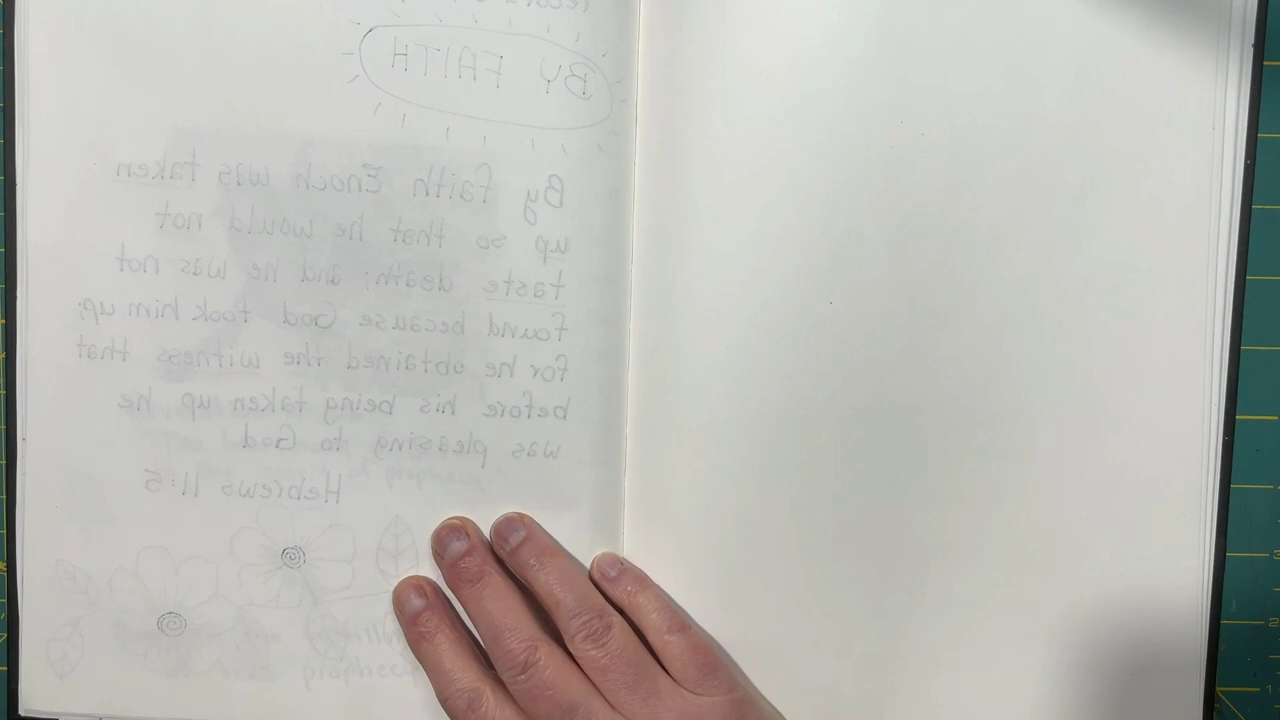 record
BY FAITH
By faith Enoch was taken
up so that he would not
taste death; and he was not
found because God took him up;
for he obtained the witness that
before his being taken up he
was pleasing to God
Hebrews 11:5